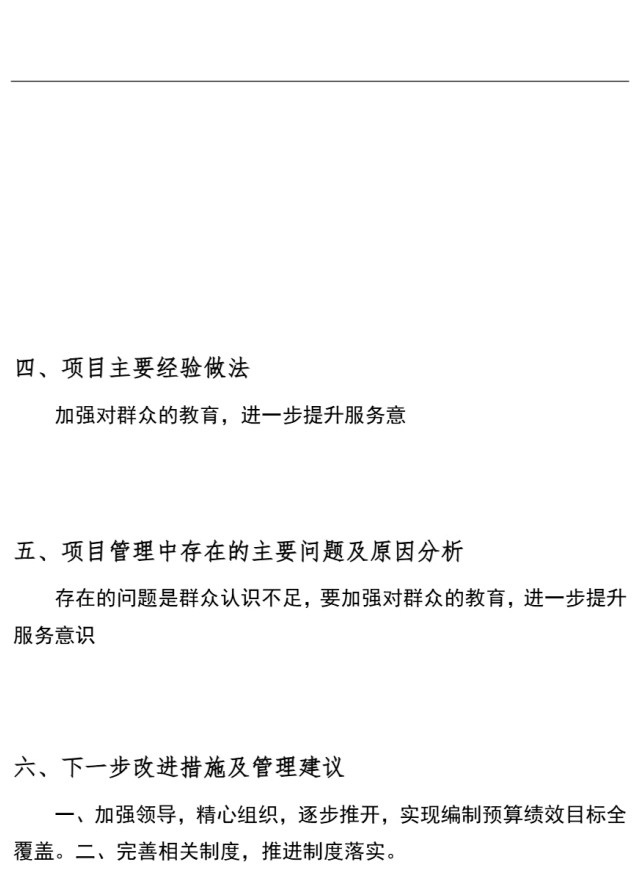 四、项目主要经验做法
加强对群众的教育，进一步提升服务意
五、项目管理中存在的主要问题及原因分析
存在的问题是群众认识不足，要加强对群众的教育，进一步提升
服务意识
六、下一步改进措施及管理建议
一、加强领导，精心组织，逐步推开，实现编制预算绩效目标全
覆盖。二、完善相关制度，推进制度落实。